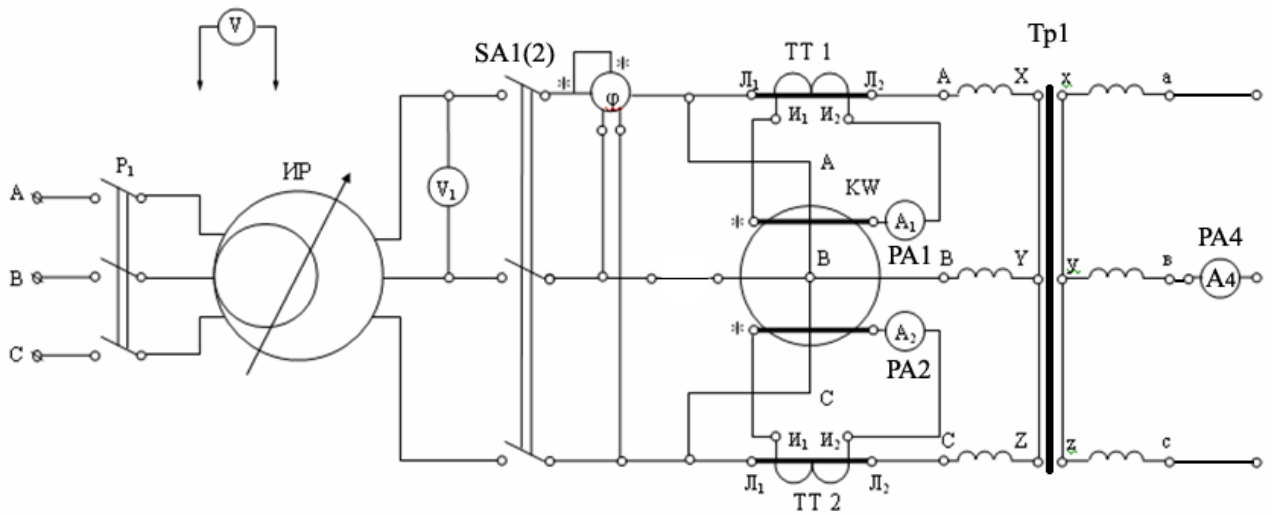 V
SA1(2)
ТТ 1
Тр1
* *
φ
Л₁ Л₂ A X x a
И₁ И₂
P₁
ИР
V₁
A
KW
A
* A₁
PA1
B
B
B Y y в
PA4
A4
C
* A₂
PA2
C
И₁ И₂
C Z z c
Л₁ Л₂
ТТ 2